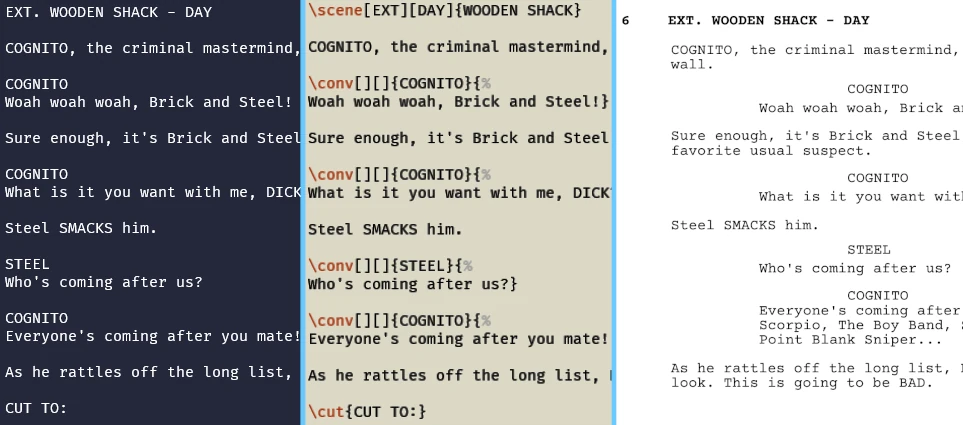 EXT. WOODEN SHACK - DAY
COGNITO, the criminal mastermind,
COGNITO
Woah woah woah, Brick and Steel!
Sure enough, it's Brick and Steel
COGNITO
What is it you want with me, DICK
Steel SMACKS him.
STEEL
Who's coming after us?
COGNITO
Everyone's coming after you mate!
As he rattles off the long list,
CUT TO:
\scene[EXT][DAY]{WOODEN SHACK}
COGNITO, the criminal mastermind,
\conv[][]{COGNITO}{%
Woah woah woah, Brick and Steel!}
Sure enough, it's Brick and Steel
\conv[][]{COGNITO}{%
What is it you want with me, DICK?
Steel SMACKS him.
\conv[][]{STEEL}{%
Who's coming after us?}
\conv[][]{COGNITO}{%
Everyone's coming after you mate!
As he rattles off the long list,
\cut{CUT TO:}
6 EXT. WOODEN SHACK - DAY
COGNITO, the criminal mastermind,
wall.
COGNITO
Woah woah woah, Brick
Sure enough, it's Brick and Steel
favorite usual suspect.
COGNITO
What is it you want
Steel SMACKS him.
STEEL
Who's coming after us?
COGNITO
Everyone's coming after
Scorpio, The Boy Band,
Point Blank Sniper...
As he rattles off the long list,
look. This is going to be BAD.